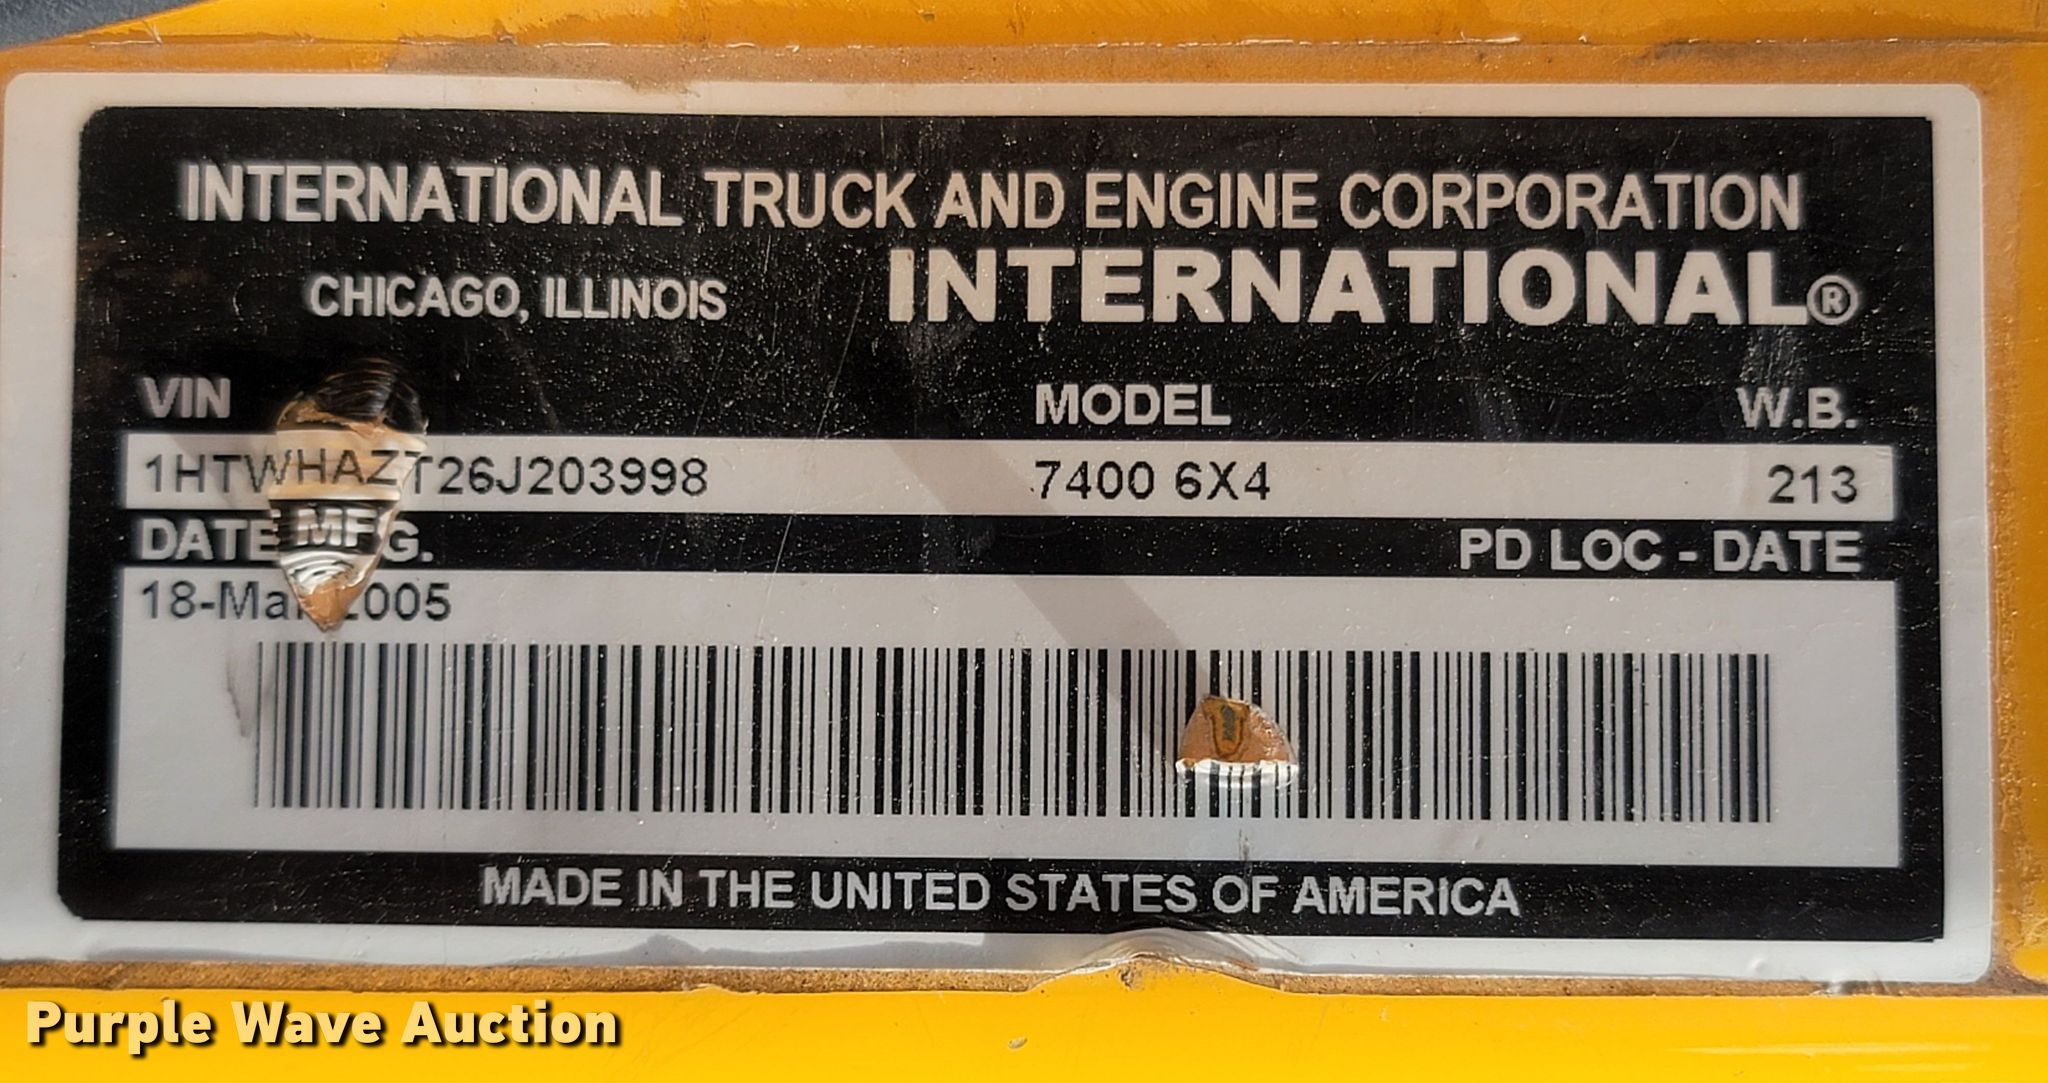 INTERNATIONAL TRUCK AND ENGINE CORPORATION
CHICAGO, ILLINOIS INTERNATIONAL®
VIN MODEL W.B.
1HTWHAZT26J203998 7400 6X4 213
DATE MFG. PD LOC - DATE
18-Mar-2005
MADE IN THE UNITED STATES OF AMERICA
Purple Wave Auction